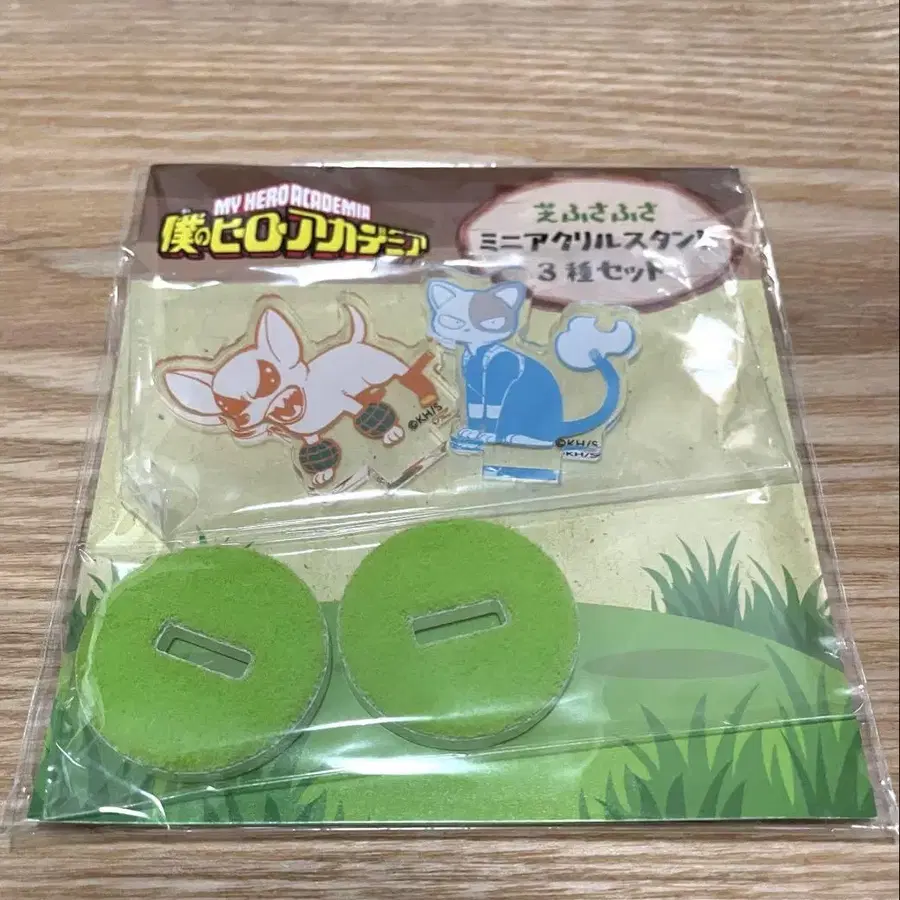 MY HERO ACADEMIA
僕のヒーローアカデミア
芝ふさふさ
ミニアクリルスタンド
3種セット
©KH/S
©KH/S
KH/S